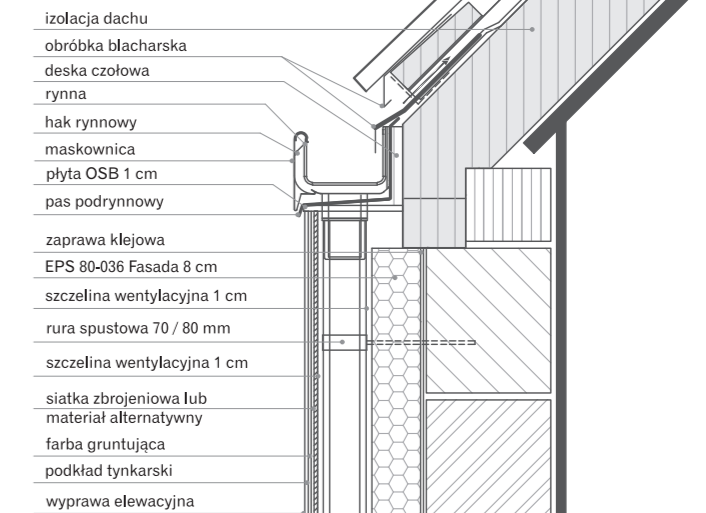 izolacja dachu
obróbka blacharska
deska czołowa
rynna
hak rynnowy
maskownica
płyta OSB 1 cm
pas podrynnowy
zaprawa klejowa
EPS 80-036 Fasada 8 cm
szczelina wentylacyjna 1 cm
rura spustowa 70 / 80 mm
szczelina wentylacyjna 1 cm
siatka zbrojeniowa lub
materiał alternatywny
farba gruntująca
podkład tynkarski
wyprawa elewacyjna